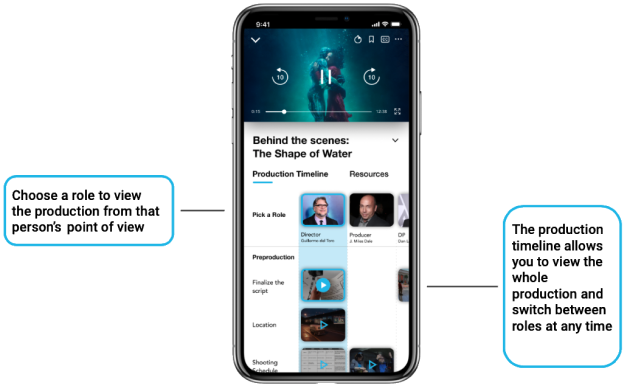 9:41
10
10
0:15
12:36
Behind the scenes:
The Shape of Water
Production Timeline
Resources
Pick a Role
Director
Guillermo del Toro
Producer
J. Miles Dale
DP
Dan L
Preproduction
Finalize the
script
Location
Shooting
Schedule
Choose a role to view
the production from that
person's point of view
The production
timeline allows
you to view the
whole
production and
switch between
roles at any time